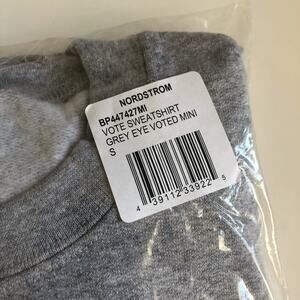 NORDSTROM
BP447427MI
VOTE SWEATSHIRT
GREY EYE VOTED MINI
S
4 39112 33922 5